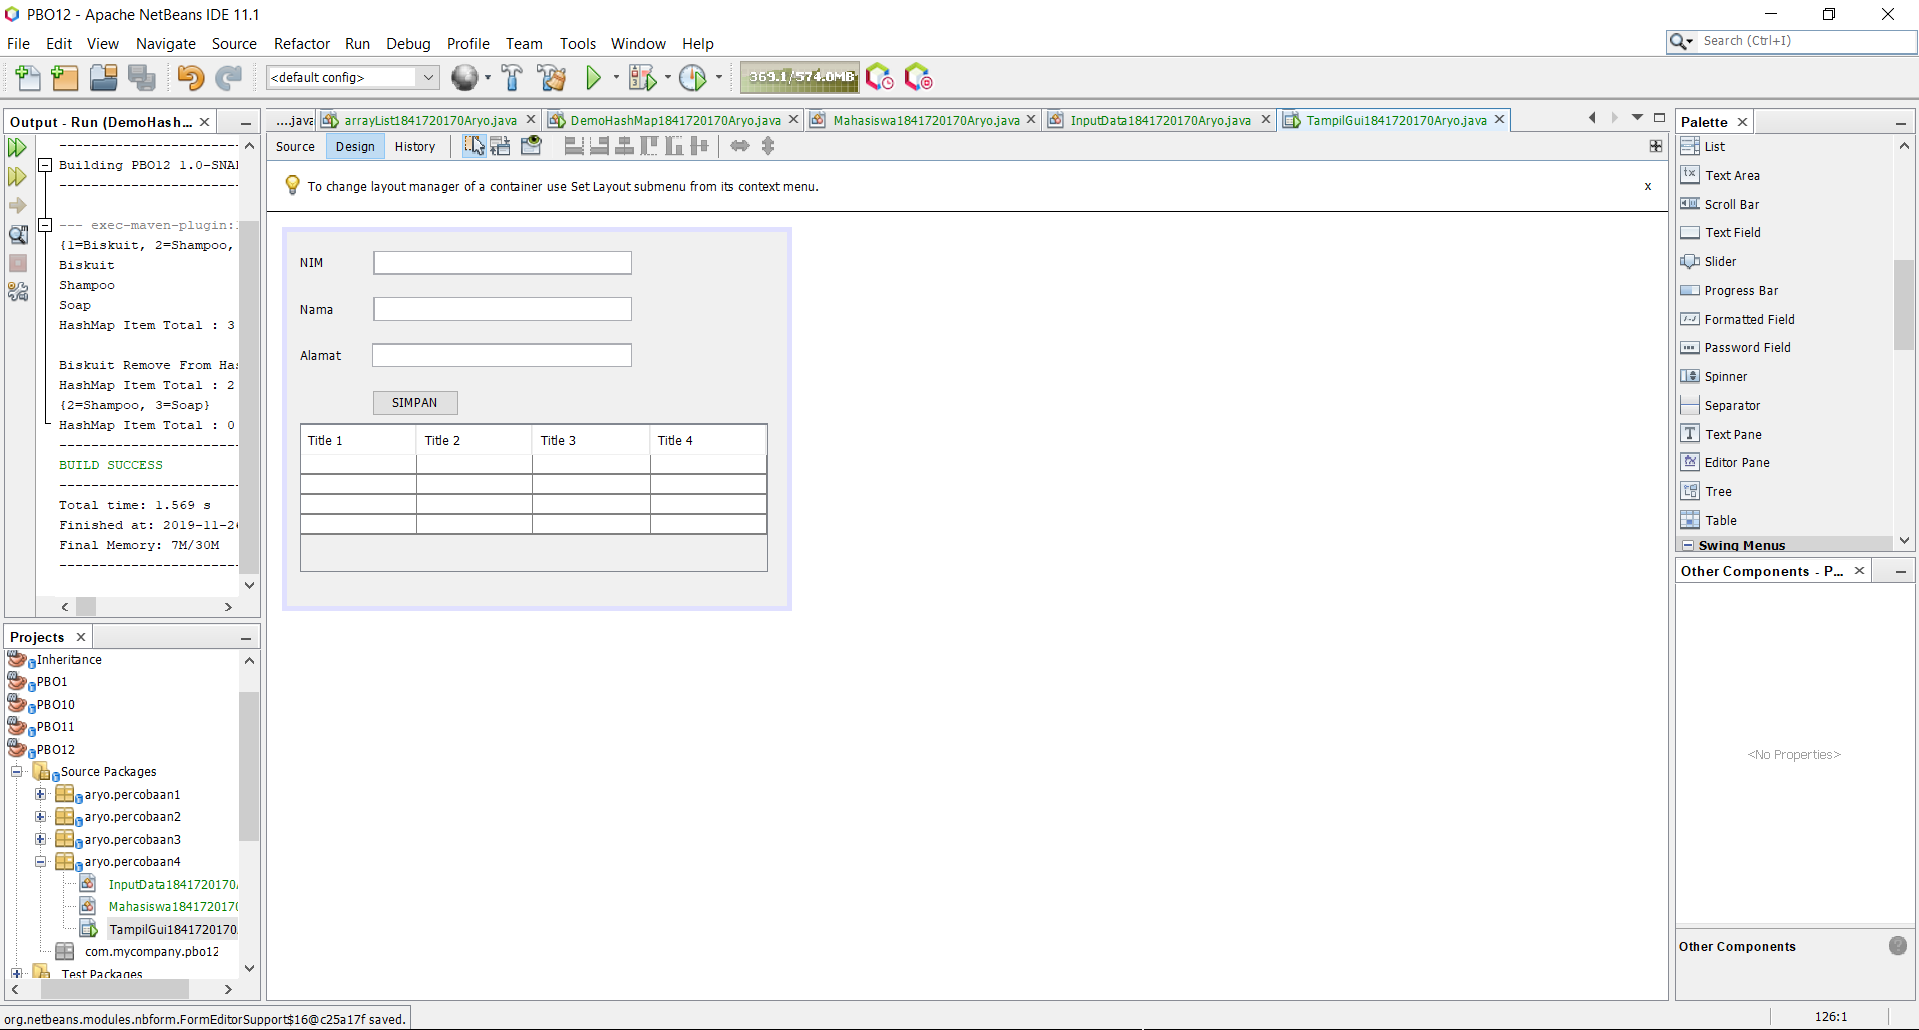 PBO12 - Apache NetBeans IDE 11.1
File Edit View Navigate Source Refactor Run Debug Profile Team Tools Window Help
Search (Ctrl+I)
<default config>
369.1/574.0MB
Output - Run (DemoHash...
....java
arrayList1841720170Aryo.java
DemoHashMap1841720170Aryo.java
Mahasiswa1841720170Aryo.java
InputData1841720170Aryo.java
TampilGui1841720170Aryo.java
Source Design History
To change layout manager of a container use Set Layout submenu from its context menu.
x
Building PBO12 1.0-SNA
--- exec-maven-plugin:
{1=Biskuit, 2=Shampoo,
Biskuit
Shampoo
Soap
HashMap Item Total : 3
Biskuit Remove From Has
HashMap Item Total : 2
{2=Shampoo, 3=Soap}
HashMap Item Total : 0
BUILD SUCCESS
Total time: 1.569 s
Finished at: 2019-11-26
Final Memory: 7M/30M
NIM
Nama
Alamat
SIMPAN
Title 1 Title 2 Title 3 Title 4
Palette
List
Text Area
Scroll Bar
Text Field
Slider
Progress Bar
Formatted Field
Password Field
Spinner
Separator
Text Pane
Editor Pane
Tree
Table
Swing Menus
Other Components - P...
<No Properties>
Other Components
Projects
Inheritance
PBO1
PBO10
PBO11
PBO12
Source Packages
aryo.percobaan1
aryo.percobaan2
aryo.percobaan3
aryo.percobaan4
InputData1841720170
Mahasiswa1841720170
TampilGui1841720170
com.mycompany.pbo12
Test Packages
org.netbeans.modules.nbform.FormEditorSupport$16@c25a17f saved.
126:1